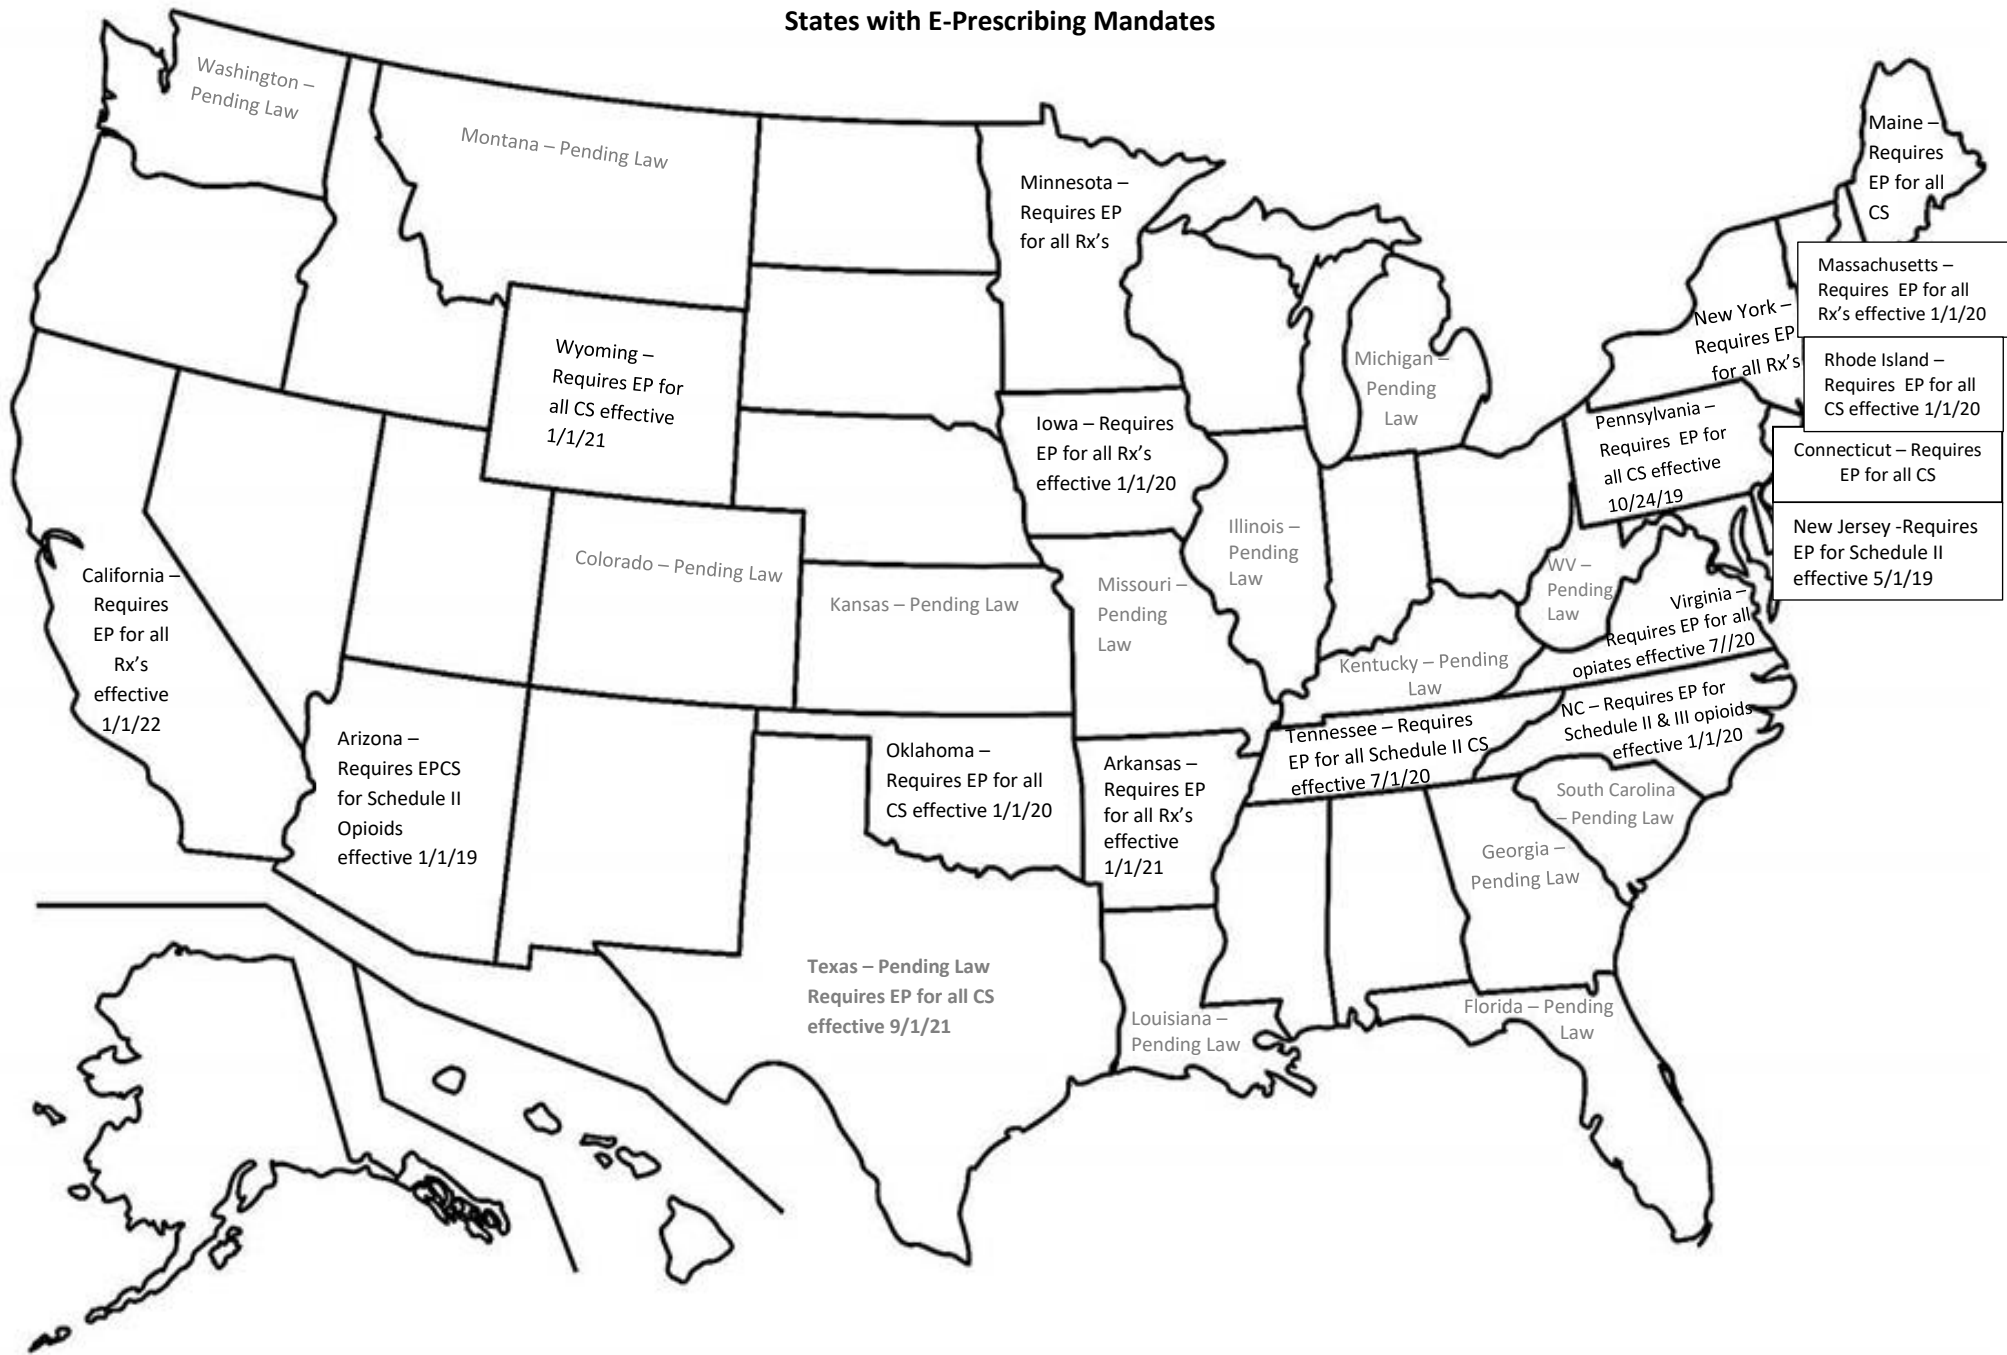 States with E-Prescribing Mandates
Washington –
Pending Law
Montana – Pending Law
Minnesota –
Requires EP
for all Rx's
Maine –
Requires
EP for all
CS
Massachusetts –
Requires  EP for all
Rx's effective 1/1/20
New York –
Requires EP
for all Rx's
Rhode Island –
Requires  EP for all
CS effective 1/1/20
Wyoming –
Requires EP for
all CS effective
1/1/21
Michigan –
Pending
Law
Iowa – Requires
EP for all Rx's
effective 1/1/20
Pennsylvania –
Requires  EP for
all CS effective
10/24/19
Connecticut – Requires
EP for all CS
New Jersey -Requires
EP for Schedule II
effective 5/1/19
California –
Requires
EP for all
Rx's
effective
1/1/22
Colorado – Pending Law
Kansas – Pending Law
Missouri –
Pending
Law
Illinois –
Pending
Law
WV –
Pending
Law
Virginia –
Requires EP for all
opiates effective 7//20
Kentucky – Pending
Law
NC – Requires EP for
Schedule II & III opioids
effective 1/1/20
Tennessee – Requires
EP for all Schedule II CS
effective 7/1/20
Arizona –
Requires EPCS
for Schedule II
Opioids
effective 1/1/19
Oklahoma –
Requires EP for all
CS effective 1/1/20
Arkansas –
Requires EP
for all Rx's
effective
1/1/21
South Carolina
– Pending Law
Georgia –
Pending Law
Texas – Pending Law
Requires EP for all CS
effective 9/1/21
Louisiana –
Pending Law
Florida – Pending
Law